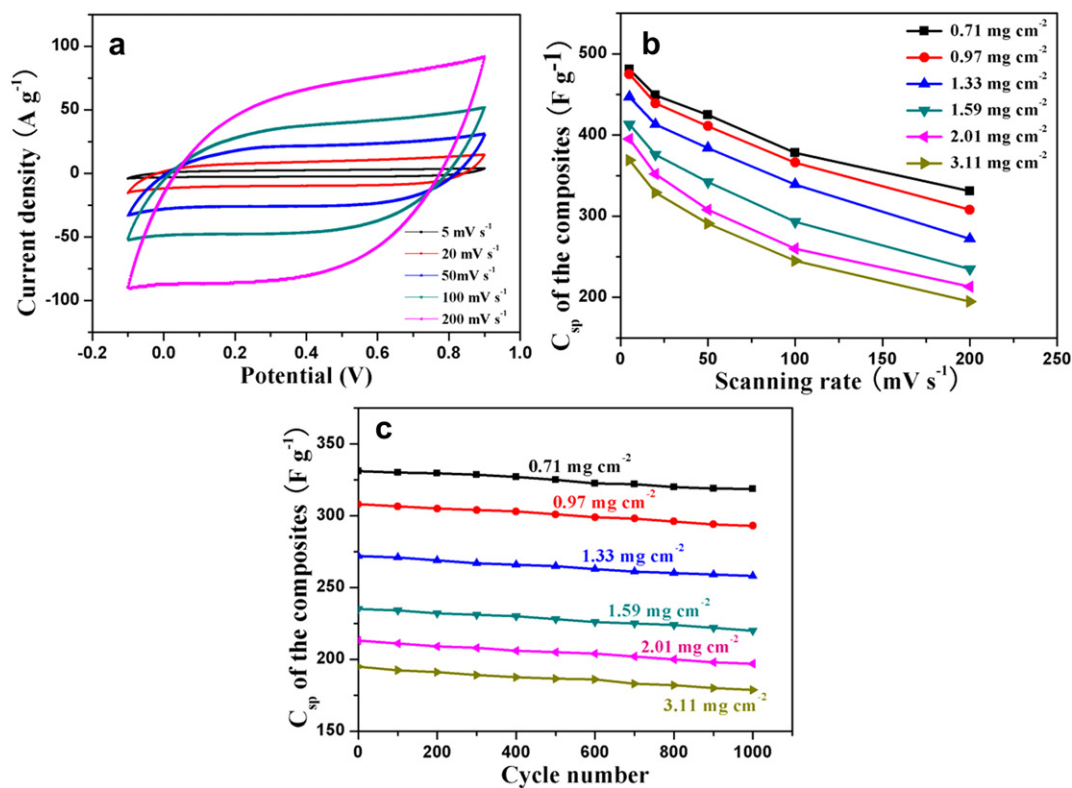 a
100
50
0
-50
-100
-0.2 0.0 0.2 0.4 0.6 0.8 1.0
Current density (A g⁻¹)
Potential (V)
5 mV s⁻¹
20 mV s⁻¹
50mV s⁻¹
100 mV s⁻¹
200 mV s⁻¹
b
500
400
300
200
0 50 100 150 200 250
C_sp of the composites (F g⁻¹)
Scanning rate (mV s⁻¹)
0.71 mg cm⁻²
0.97 mg cm⁻²
1.33 mg cm⁻²
1.59 mg cm⁻²
2.01 mg cm⁻²
3.11 mg cm⁻²
c
350
300
250
200
150
0 200 400 600 800 1000
C_sp of the composites (F g⁻¹)
Cycle number
0.71 mg cm⁻²
0.97 mg cm⁻²
1.33 mg cm⁻²
1.59 mg cm⁻²
2.01 mg cm⁻²
3.11 mg cm⁻²